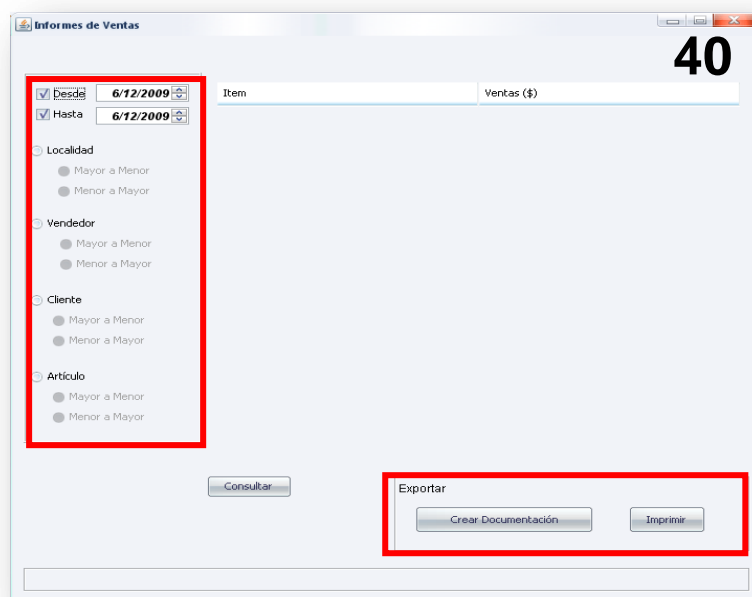 Informes de Ventas
40
Desde 6/12/2009
Hasta 6/12/2009
Item Ventas ($)
Localidad
Mayor a Menor
Menor a Mayor
Vendedor
Mayor a Menor
Menor a Mayor
Cliente
Mayor a Menor
Menor a Mayor
Artículo
Mayor a Menor
Menor a Mayor
Consultar
Exportar
Crear Documentación Imprimir